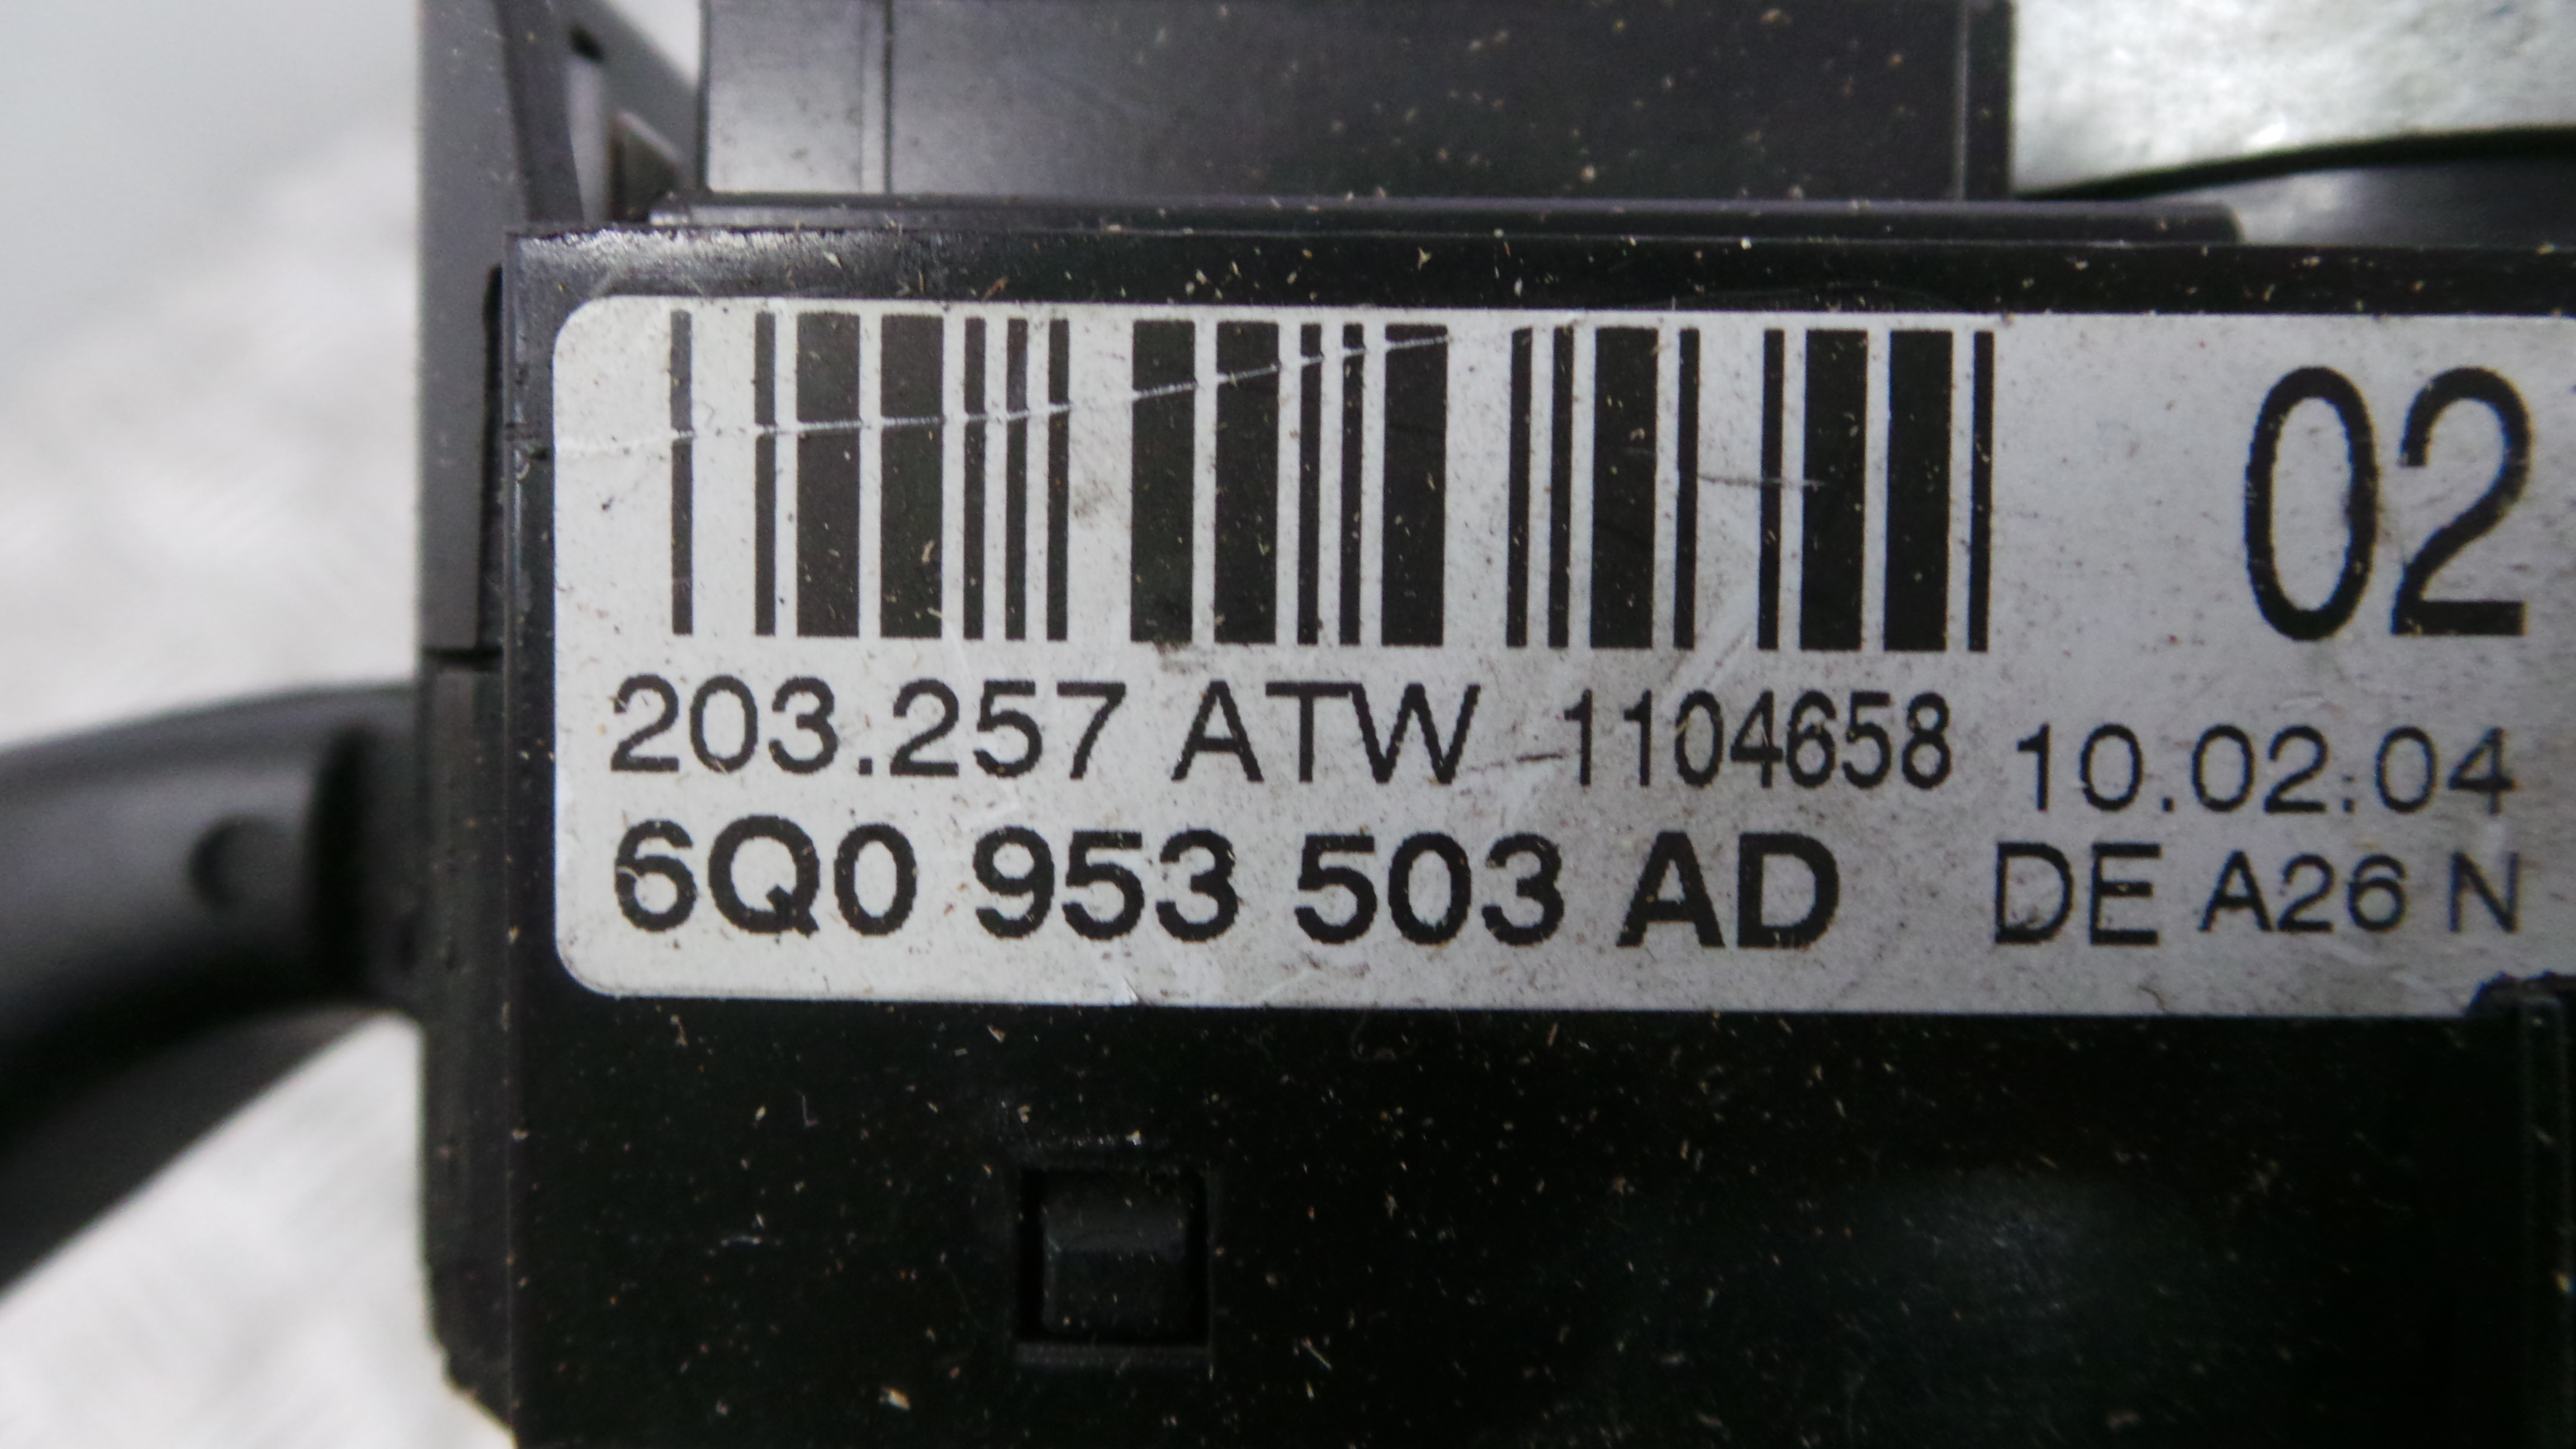 02
203.257 ATW 1104658 10.02.04
6Q0 953 503 AD DE A26 N